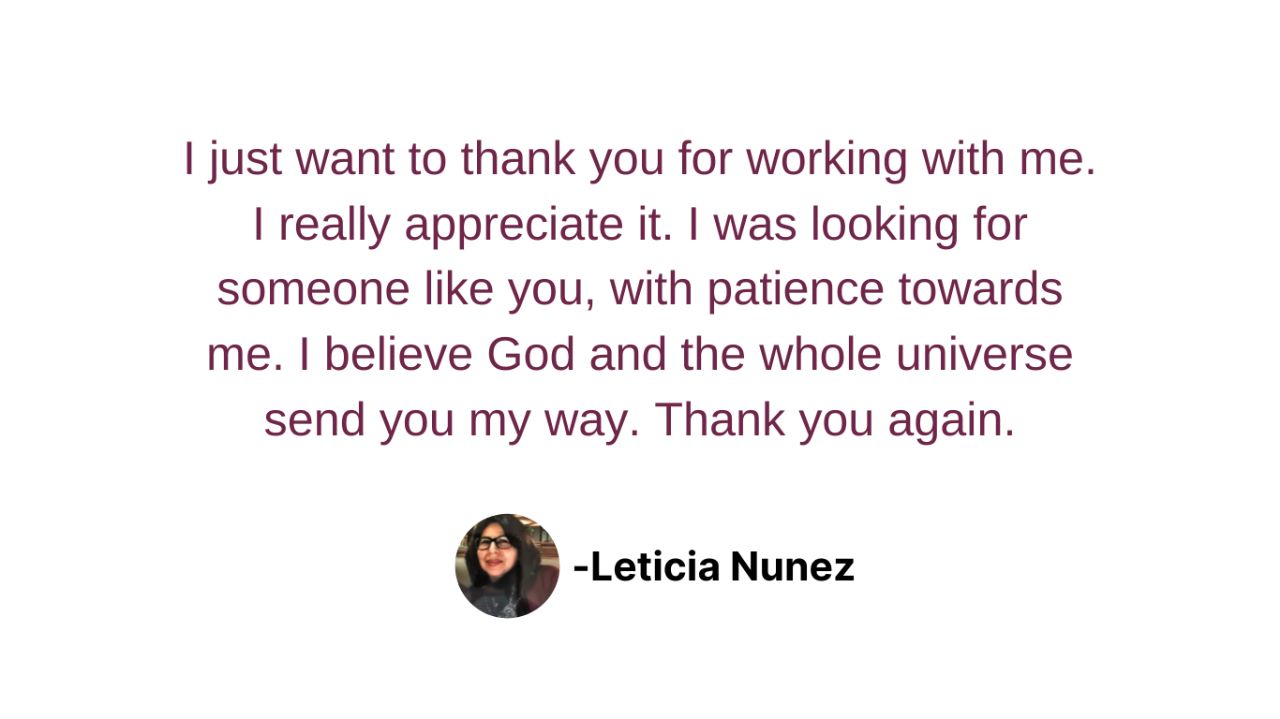 I just want to thank you for working with me.
I really appreciate it. I was looking for
someone like you, with patience towards
me. I believe God and the whole universe
send you my way. Thank you again.
-Leticia Nunez